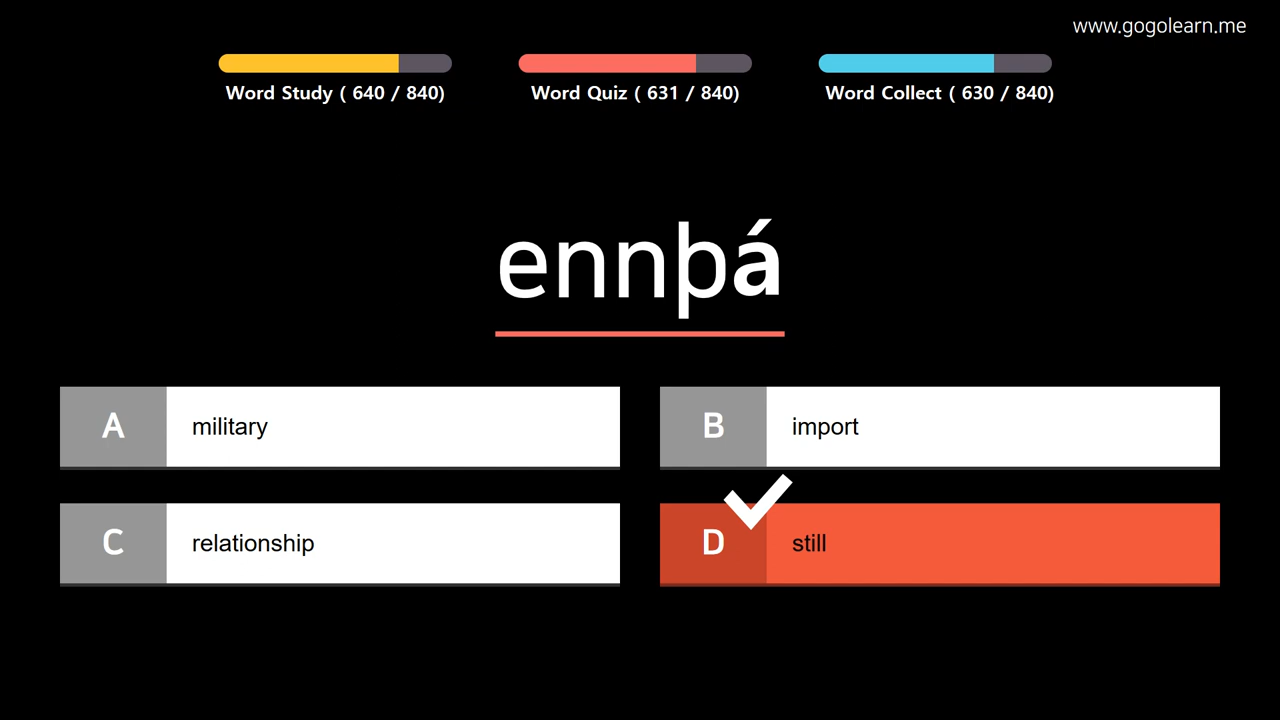 www.gogolearn.me
Word Study ( 640 / 840)
Word Quiz ( 631 / 840)
Word Collect ( 630 / 840)
ennþá
A military
B import
C relationship
D still